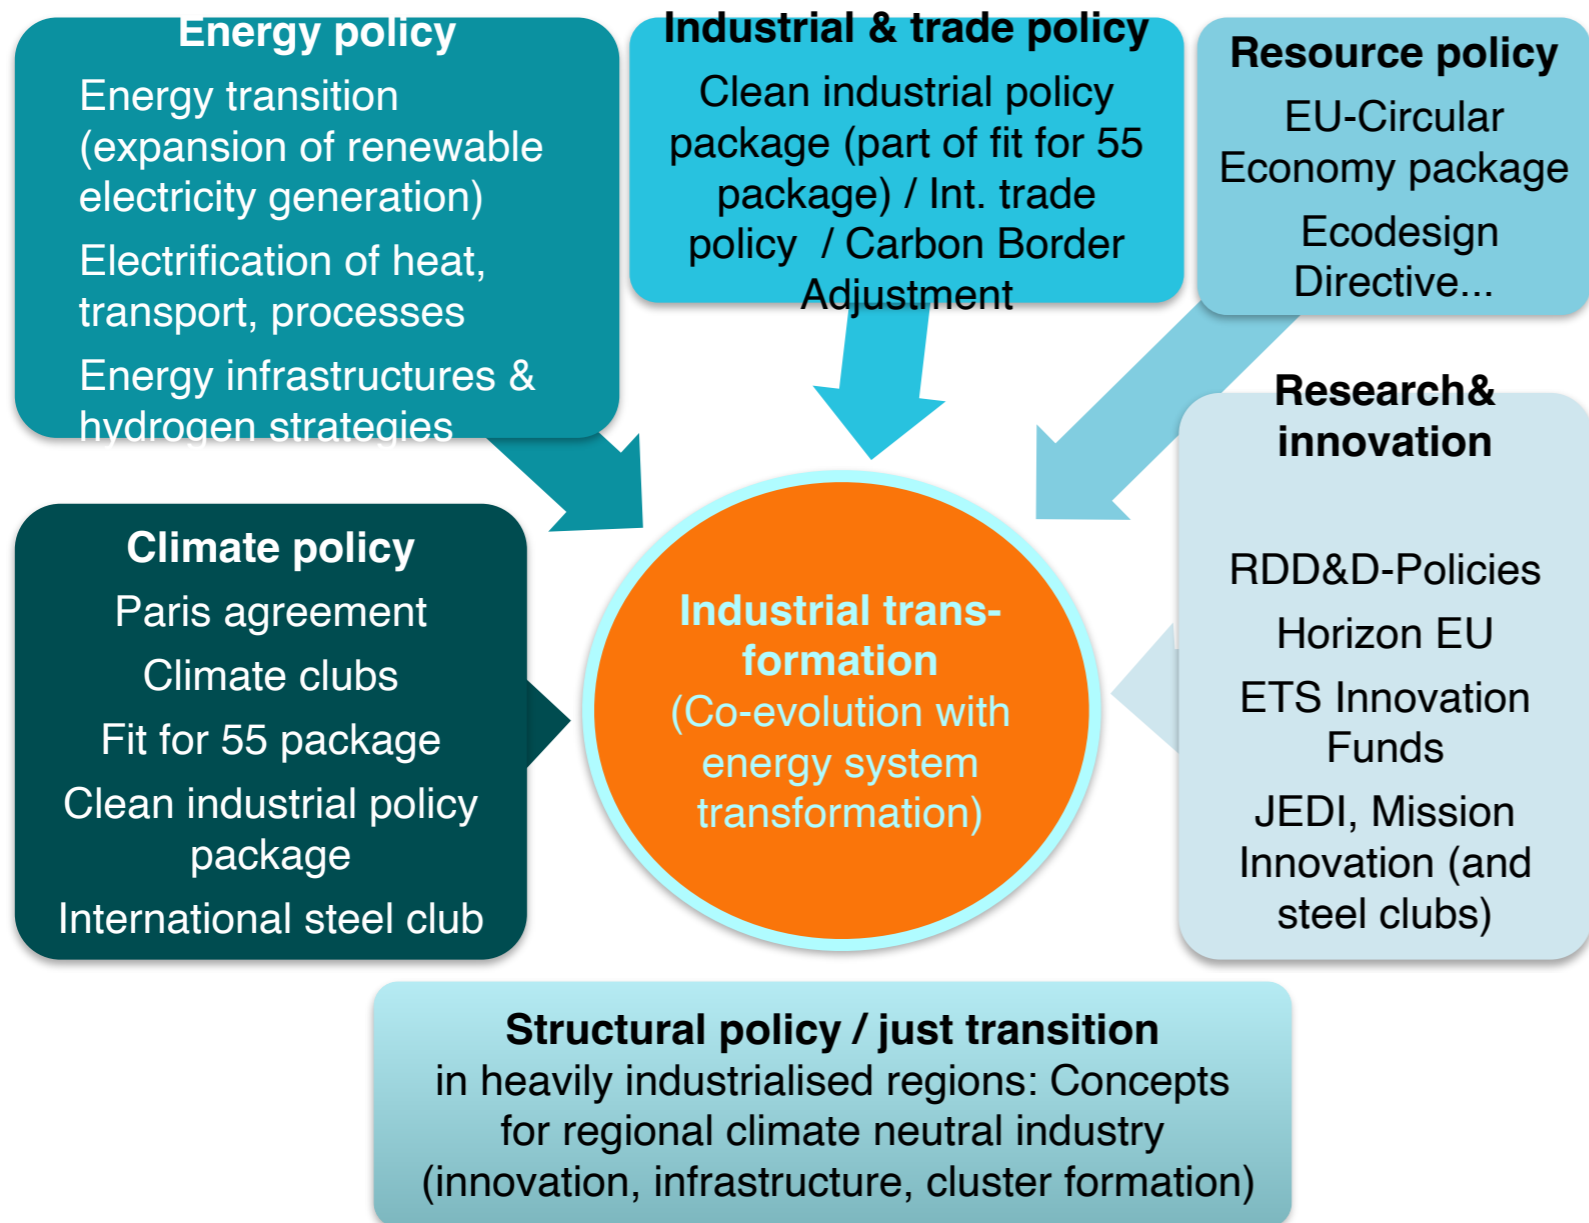 Energy policy
Energy transition
(expansion of renewable
electricity generation)
Electrification of heat,
transport, processes
Energy infrastructures &
hydrogen strategies
Industrial & trade policy
Clean industrial policy
package (part of fit for 55
package) / Int. trade
policy  / Carbon Border
Adjustment
Resource policy
EU-Circular
Economy package
Ecodesign
Directive...
Climate policy
Paris agreement
Climate clubs
Fit for 55 package
Clean industrial policy
package
International steel club
Industrial trans-
formation
(Co-evolution with
energy system
transformation)
Research&
innovation
RDD&D-Policies
Horizon EU
ETS Innovation
Funds
JEDI, Mission
Innovation (and
steel clubs)
Structural policy / just transition
in heavily industrialised regions: Concepts
for regional climate neutral industry
(innovation, infrastructure, cluster formation)